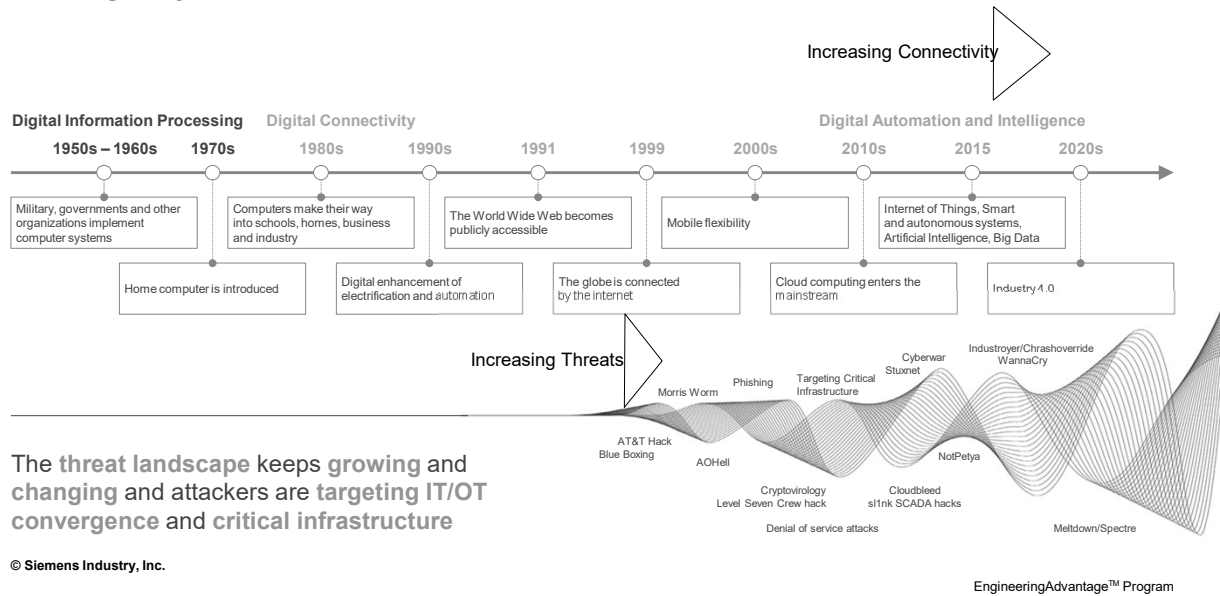 Increasing Connectivity
Digital Information Processing
Digital Connectivity
Digital Automation and Intelligence
1950s – 1960s
1970s
1980s
1990s
1991
1999
2000s
2010s
2015
2020s
Military, governments and other
organizations implement
computer systems
Computers make their way
into schools, homes, business
and industry
The World Wide Web becomes
publicly accessible
Mobile flexibility
Internet of Things, Smart
and autonomous systems,
Artificial Intelligence, Big Data
Home computer is introduced
Digital enhancement of
electrification and automation
The globe is connected
by the internet
Cloud computing enters the
mainstream
Industry 4.0
Increasing Threats
Morris Worm
Phishing
Targeting Critical
Infrastructure
Cyberwar
Stuxnet
Industroyer/Chrashoverride
WannaCry
AT&T Hack
Blue Boxing
AOHell
Cryptovirology
Level Seven Crew hack
Denial of service attacks
Cloudbleed
sl1nk SCADA hacks
NotPetya
Meltdown/Spectre
The threat landscape keeps growing and
changing and attackers are targeting IT/OT
convergence and critical infrastructure
© Siemens Industry, Inc.
EngineeringAdvantage™ Program